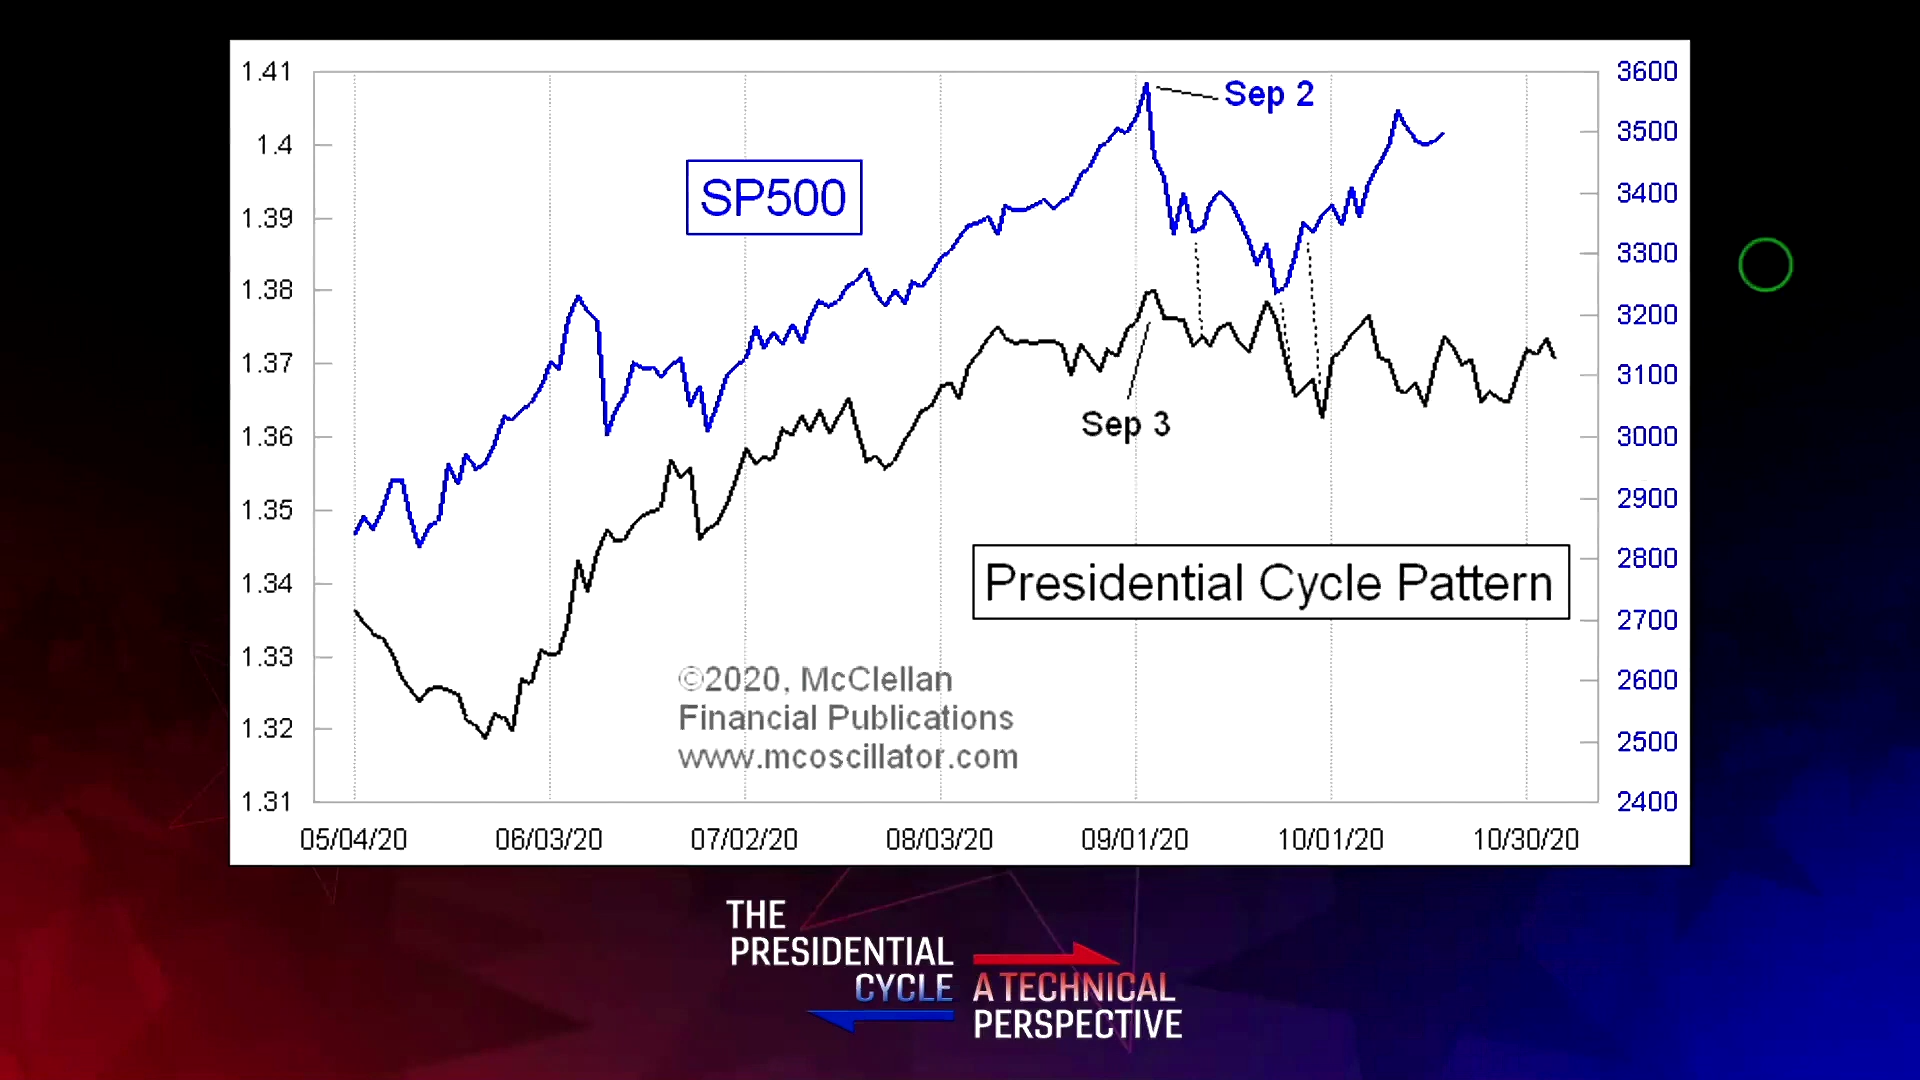 1.41
1.4
1.39
1.38
1.37
1.36
1.35
1.34
1.33
1.32
1.31
3600
3500
3400
3300
3200
3100
3000
2900
2800
2700
2600
2500
2400
Sep 2
SP500
Sep 3
Presidential Cycle Pattern
©2020, McClellan
Financial Publications
www.mcoscillator.com
05/04/20 06/03/20 07/02/20 08/03/20 09/01/20 10/01/20 10/30/20
THE
PRESIDENTIAL
CYCLE
A TECHNICAL
PERSPECTIVE